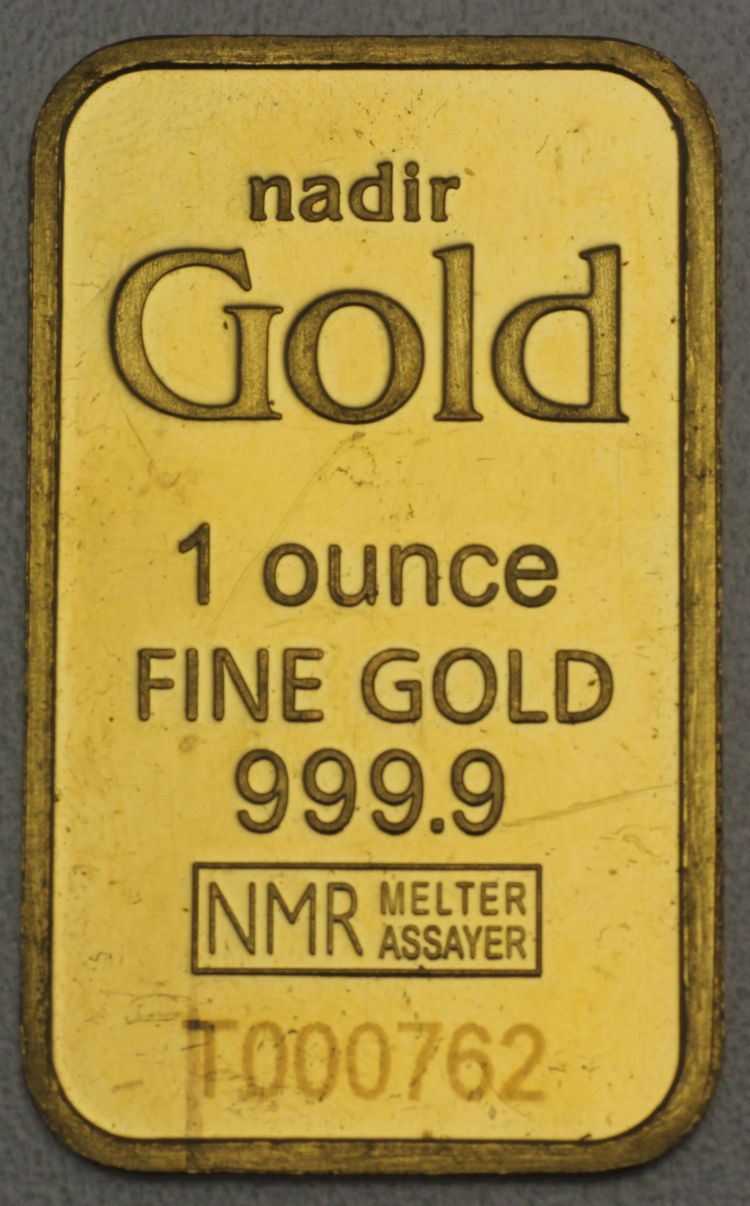 nadir
Gold
1 ounce
FINE GOLD
999.9
NMR MELTER
ASSAYER
T000762